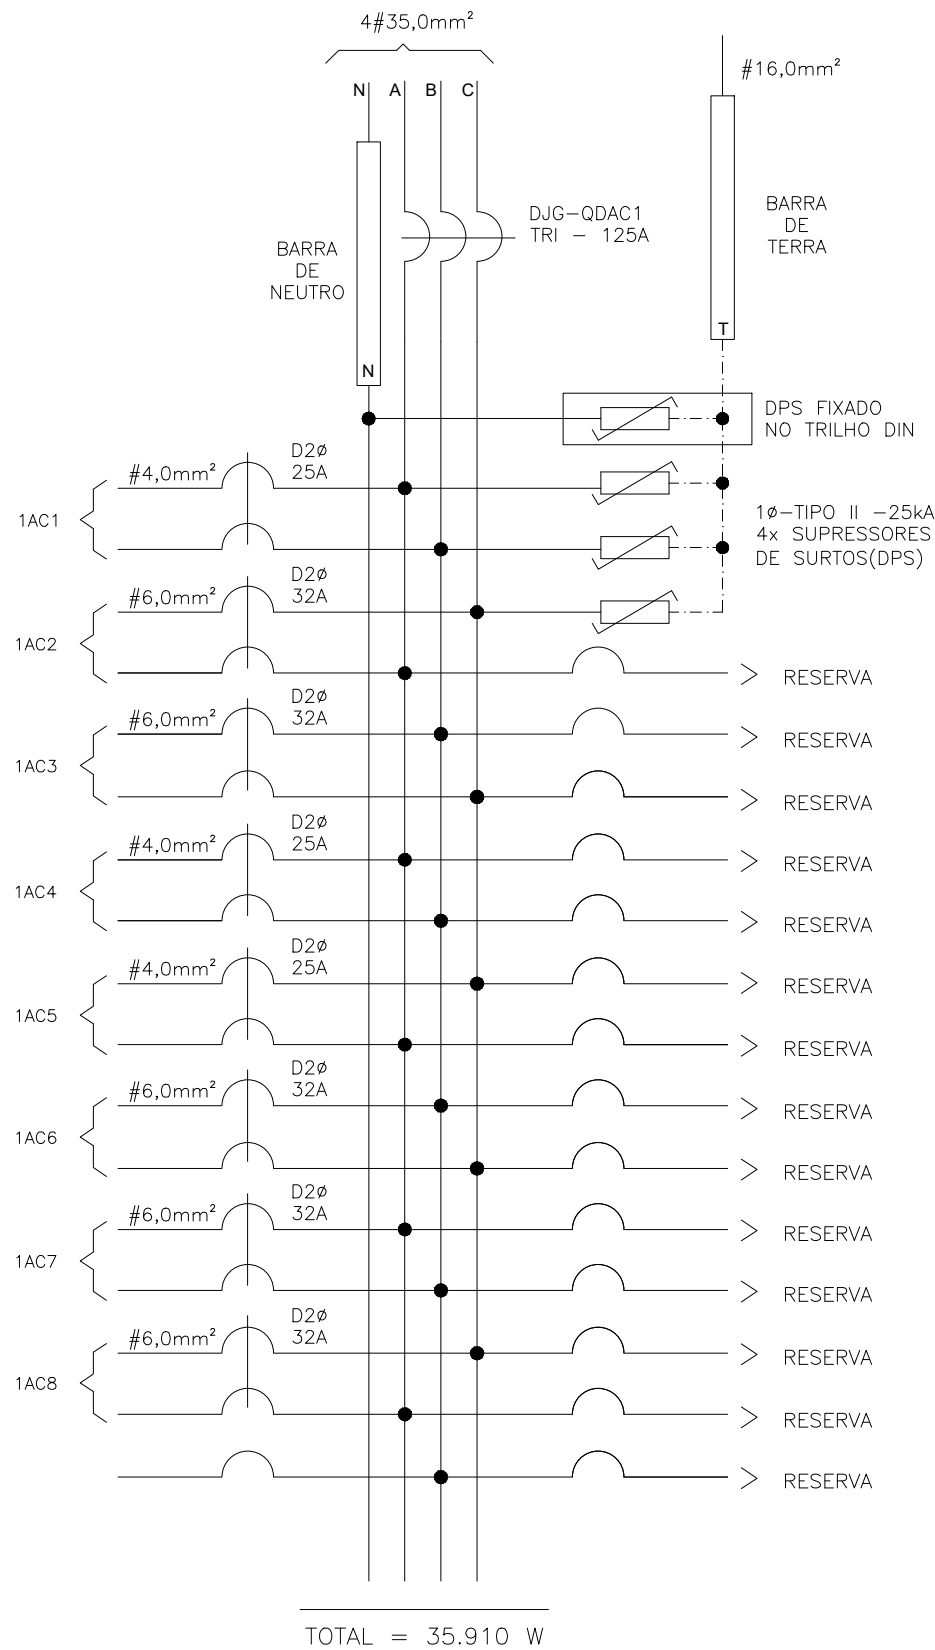 4#35,0mm²
#16,0mm²
N A B C
DJG-QDAC1
TRI - 125A
BARRA
DE
TERRA
BARRA
DE
NEUTRO
T
N
DPS FIXADO
NO TRILHO DIN
D2ø
25A
#4,0mm²
1AC1
1ø-TIPO II -25kA
4x SUPRESSORES
DE SURTOS(DPS)
D2ø
32A
#6,0mm²
1AC2
RESERVA
D2ø
32A
#6,0mm²
RESERVA
1AC3
RESERVA
D2ø
25A
#4,0mm²
RESERVA
1AC4
RESERVA
D2ø
25A
#4,0mm²
RESERVA
1AC5
RESERVA
D2ø
32A
#6,0mm²
RESERVA
1AC6
RESERVA
D2ø
32A
#6,0mm²
RESERVA
1AC7
RESERVA
D2ø
32A
#6,0mm²
RESERVA
1AC8
RESERVA
RESERVA
TOTAL = 35.910 W